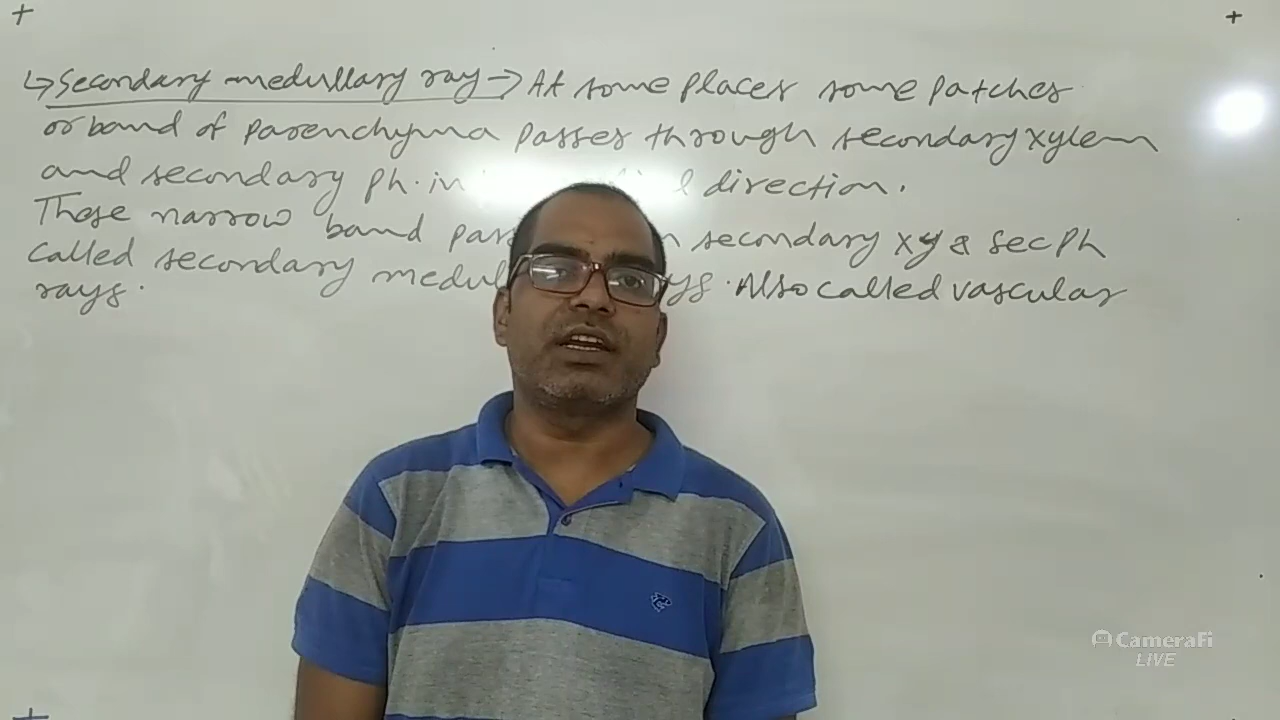 ↳ Secondary medullary ray → At some places some patches
or band of parenchyma passes through secondary xylem
and secondary ph. in direction.
These narrow band secondary xy & sec ph
called secondary Also called vascular
rays.
CameraFi
LIVE